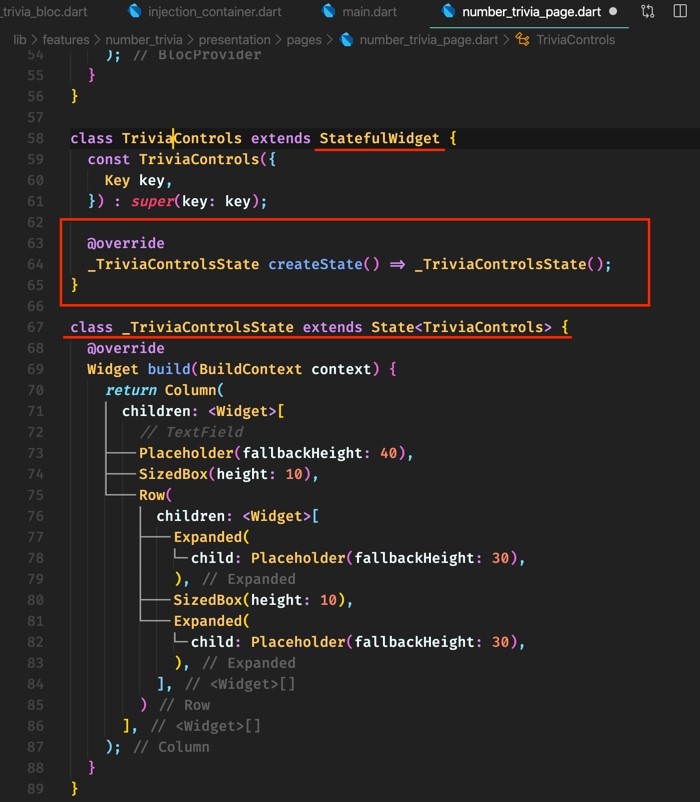 _trivia_bloc.dart injection_container.dart main.dart number_trivia_page.dart
lib > features > number_trivia > presentation > pages > number_trivia_page.dart > TriviaControls
54 ); // BlocProvider
55 }
56 }
57
58 class TriviaControls extends StatefulWidget {
59 const TriviaControls({
60 Key key,
61 }) : super(key: key);
62
63 @override
64 _TriviaControlsState createState() => _TriviaControlsState();
65 }
66
67 class _TriviaControlsState extends State<TriviaControls> {
68 @override
69 Widget build(BuildContext context) {
70 return Column(
71 children: <Widget>[
72 // TextField
73 Placeholder(fallbackHeight: 40),
74 SizedBox(height: 10),
75 Row(
76 children: <Widget>[
77 Expanded(
78 child: Placeholder(fallbackHeight: 30),
79 ), // Expanded
80 SizedBox(height: 10),
81 Expanded(
82 child: Placeholder(fallbackHeight: 30),
83 ), // Expanded
84 ], // <Widget>[]
85 ) // Row
86 ], // <Widget>[]
87 ); // Column
88 }
89 }